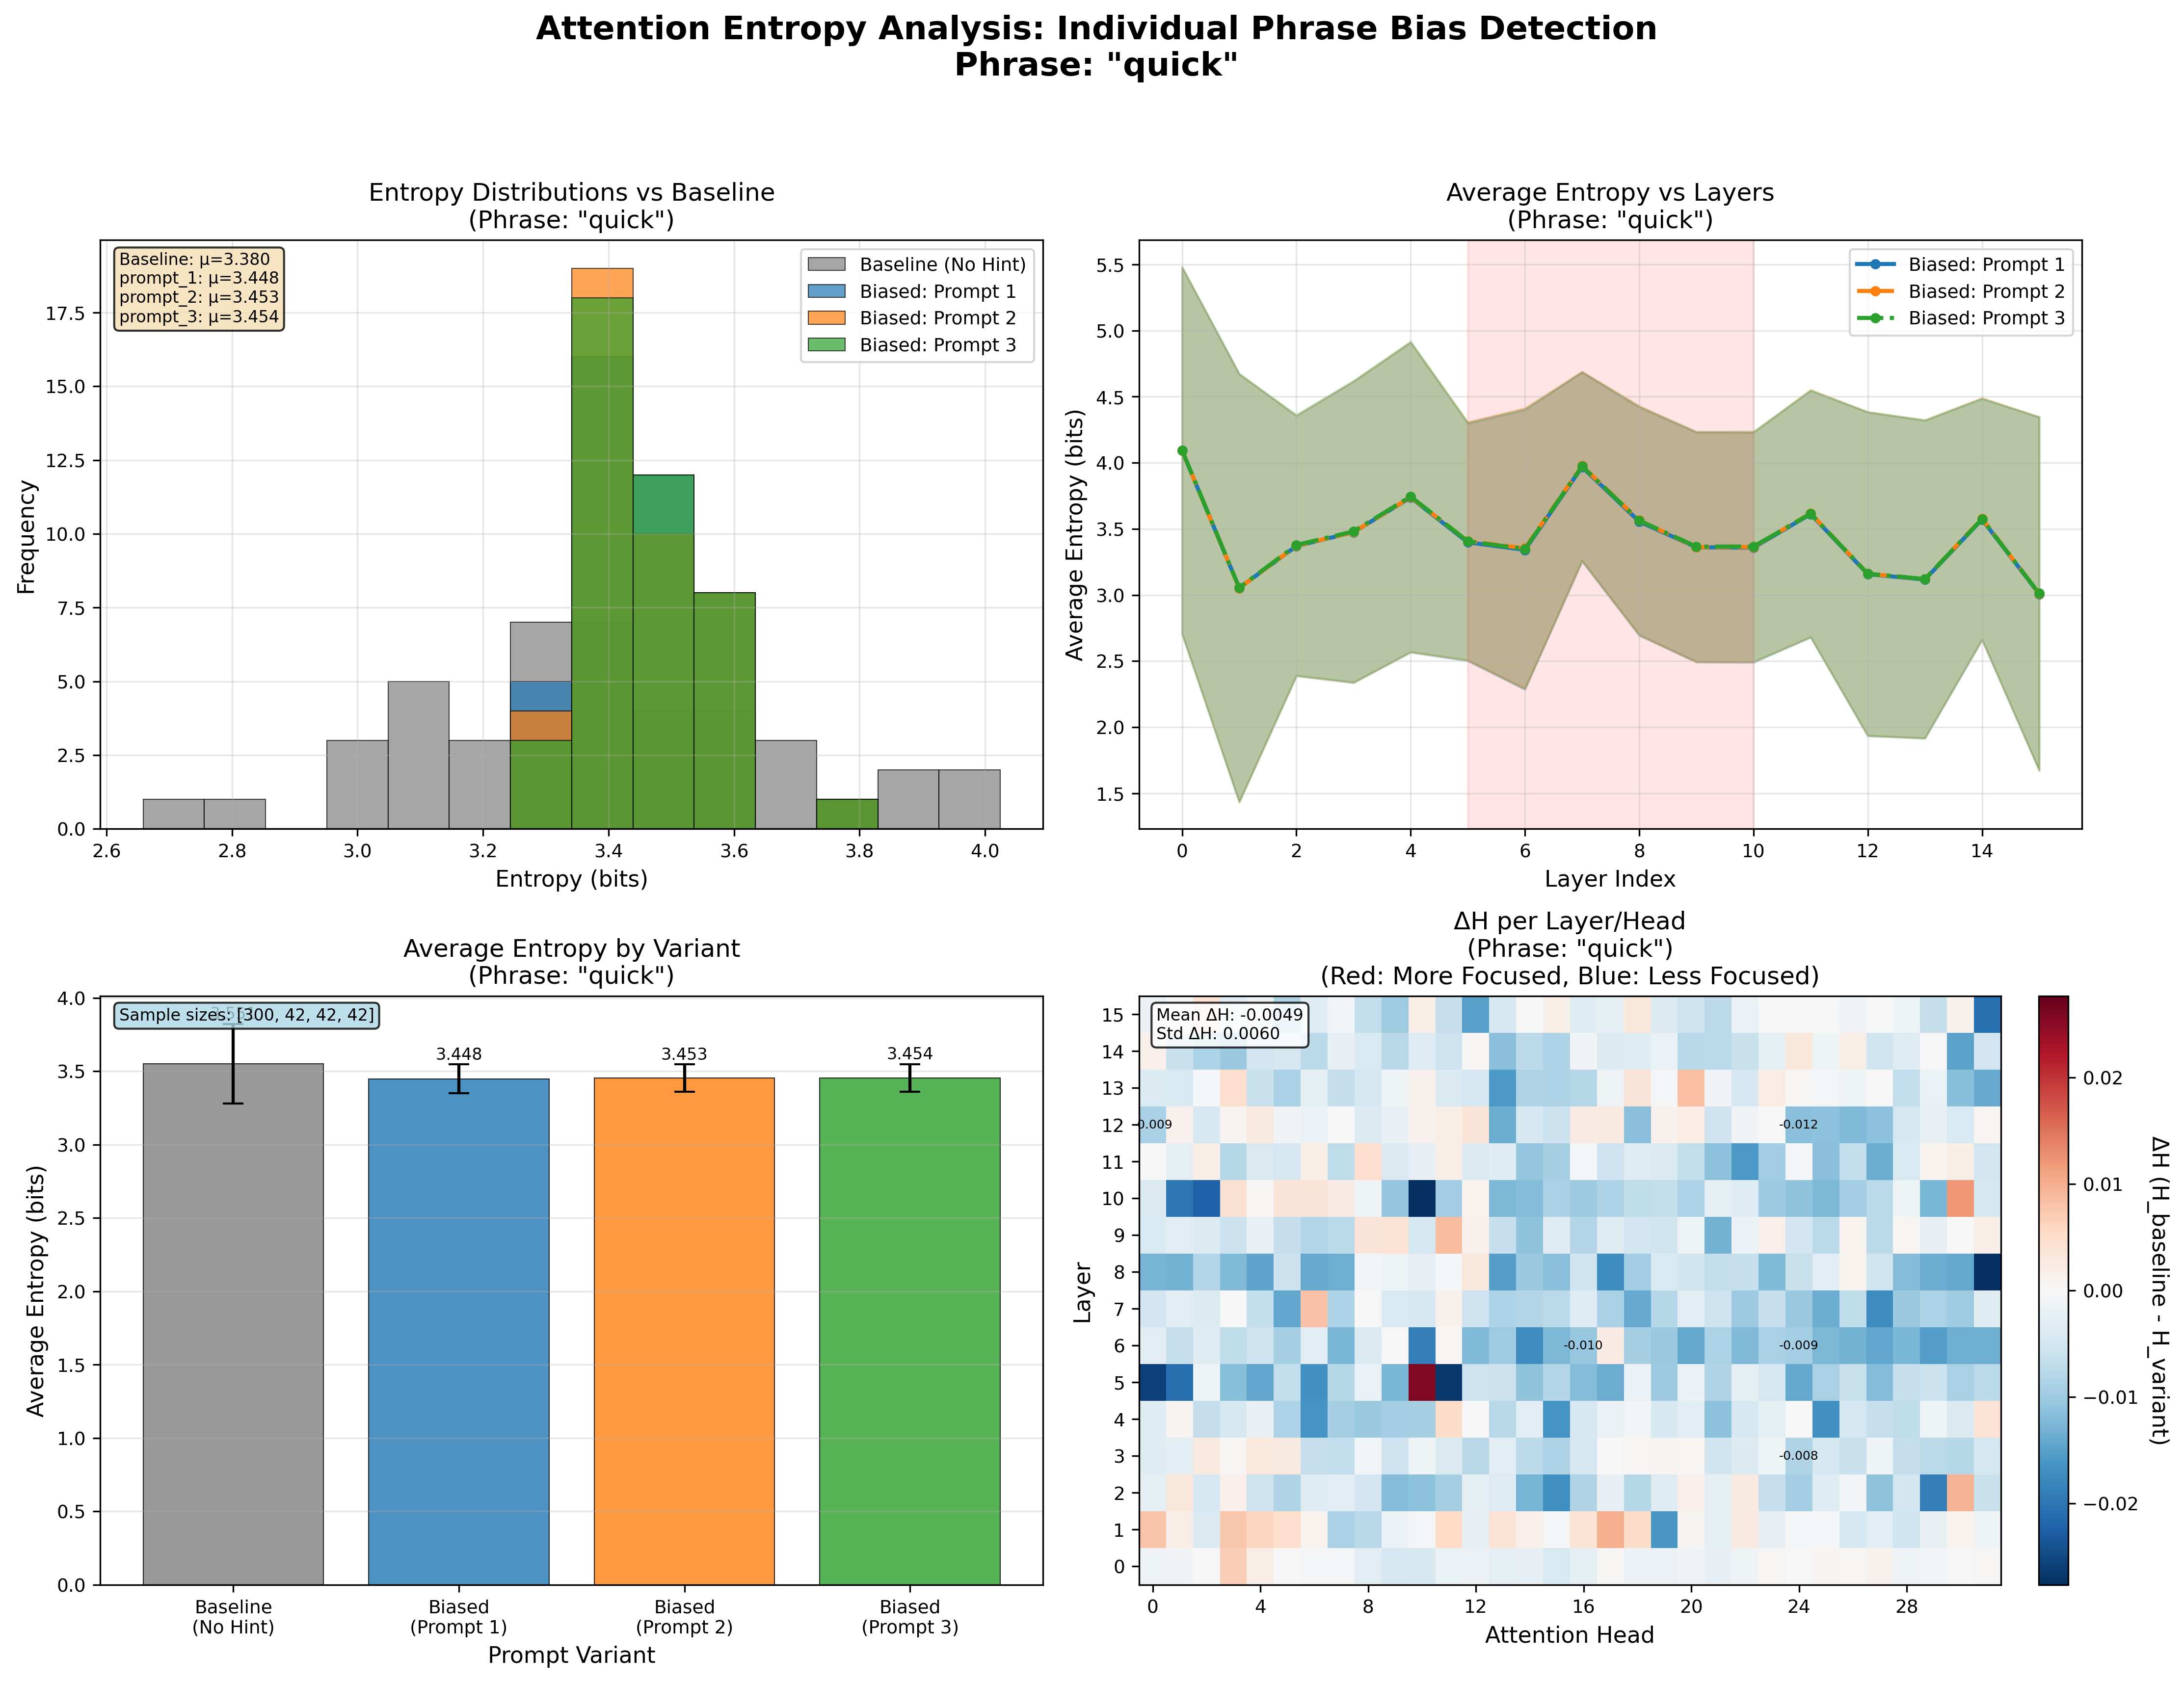 Attention Entropy Analysis: Individual Phrase Bias Detection
Phrase: "quick"
Entropy Distributions vs Baseline
(Phrase: "quick")
Baseline: μ=3.380
prompt_1: μ=3.448
prompt_2: μ=3.453
prompt_3: μ=3.454
Baseline (No Hint)
Biased: Prompt 1
Biased: Prompt 2
Biased: Prompt 3
Frequency
17.5
15.0
12.5
10.0
7.5
5.0
2.5
0.0
2.6 2.8 3.0 3.2 3.4 3.6 3.8 4.0
Entropy (bits)
Average Entropy vs Layers
(Phrase: "quick")
Biased: Prompt 1
Biased: Prompt 2
Biased: Prompt 3
Average Entropy (bits)
5.5
5.0
4.5
4.0
3.5
3.0
2.5
2.0
1.5
0 2 4 6 8 10 12 14
Layer Index
Average Entropy by Variant
(Phrase: "quick")
Sample sizes: [300, 42, 42, 42]
3.448
3.453
3.454
Average Entropy (bits)
4.0
3.5
3.0
2.5
2.0
1.5
1.0
0.5
0.0
Baseline
(No Hint)
Biased
(Prompt 1)
Biased
(Prompt 2)
Biased
(Prompt 3)
Prompt Variant
ΔH per Layer/Head
(Phrase: "quick")
(Red: More Focused, Blue: Less Focused)
Mean ΔH: -0.0049
Std ΔH: 0.0060
Layer
15
14
13
12
11
10
9
8
7
6
5
4
3
2
1
0
0.009
-0.012
-0.010
-0.009
-0.008
0 4 8 12 16 20 24 28
Attention Head
0.02
0.01
0.00
−0.01
−0.02
ΔH (H_baseline - H_variant)